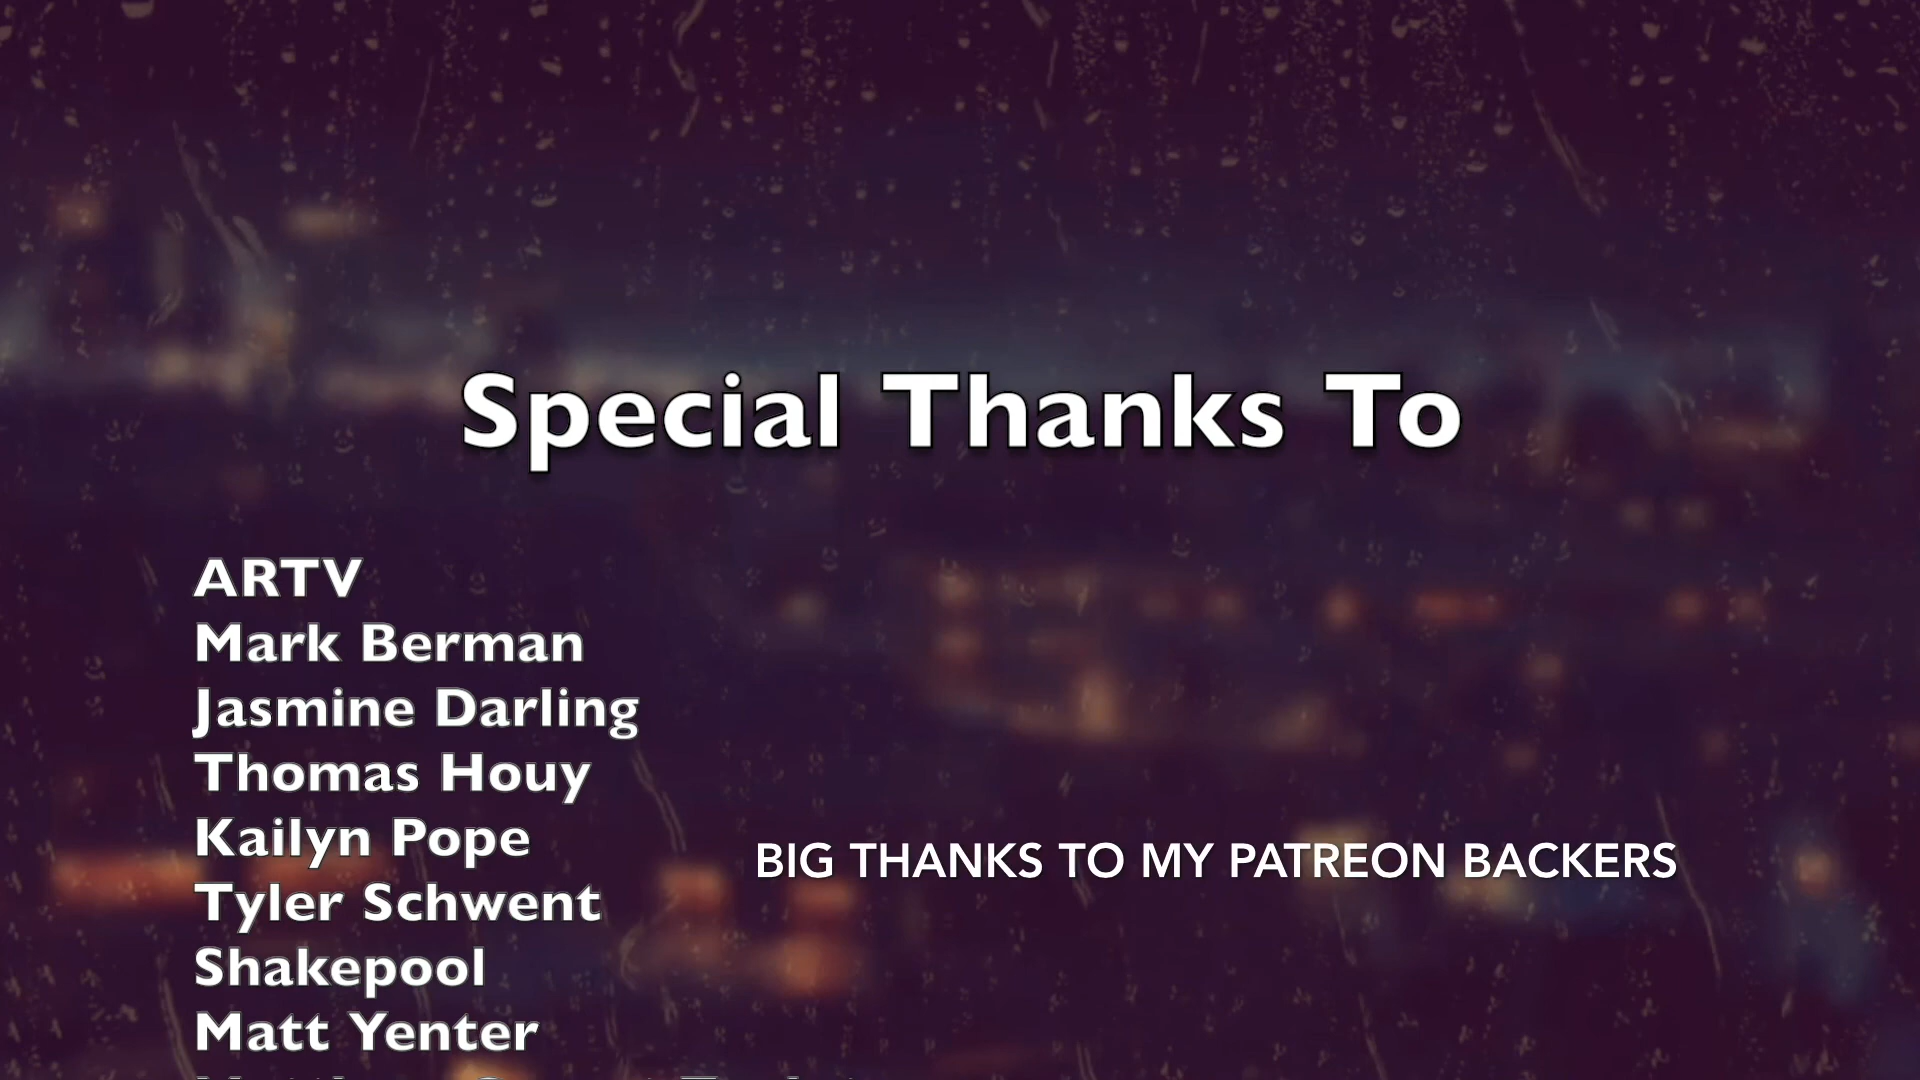 Special Thanks To
ARTV
Mark Berman
Jasmine Darling
Thomas Houy
Kailyn Pope
Tyler Schwent
Shakepool
Matt Yenter
BIG THANKS TO MY PATREON BACKERS